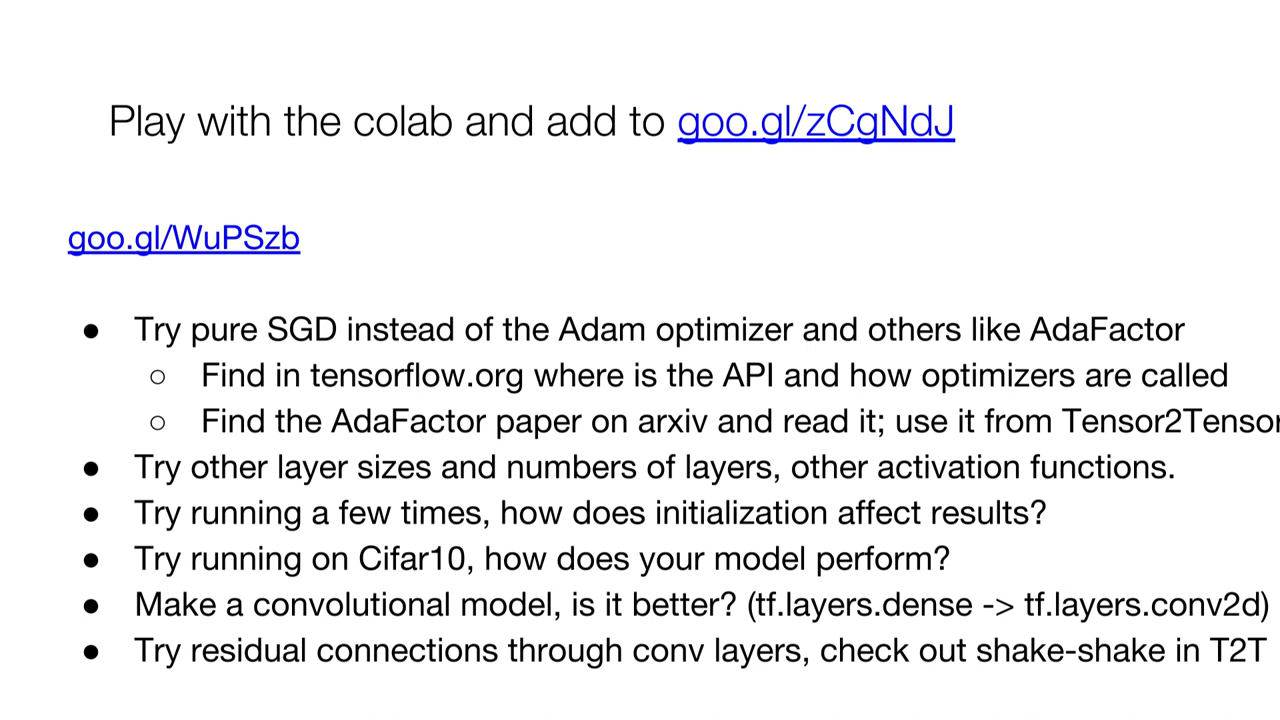 Play with the colab and add to goo.gl/zCgNdJ
goo.gl/WuPSzb
● Try pure SGD instead of the Adam optimizer and others like AdaFactor
○ Find in tensorflow.org where is the API and how optimizers are called
○ Find the AdaFactor paper on arxiv and read it; use it from Tensor2Tensor
● Try other layer sizes and numbers of layers, other activation functions.
● Try running a few times, how does initialization affect results?
● Try running on Cifar10, how does your model perform?
● Make a convolutional model, is it better? (tf.layers.dense -> tf.layers.conv2d)
● Try residual connections through conv layers, check out shake-shake in T2T